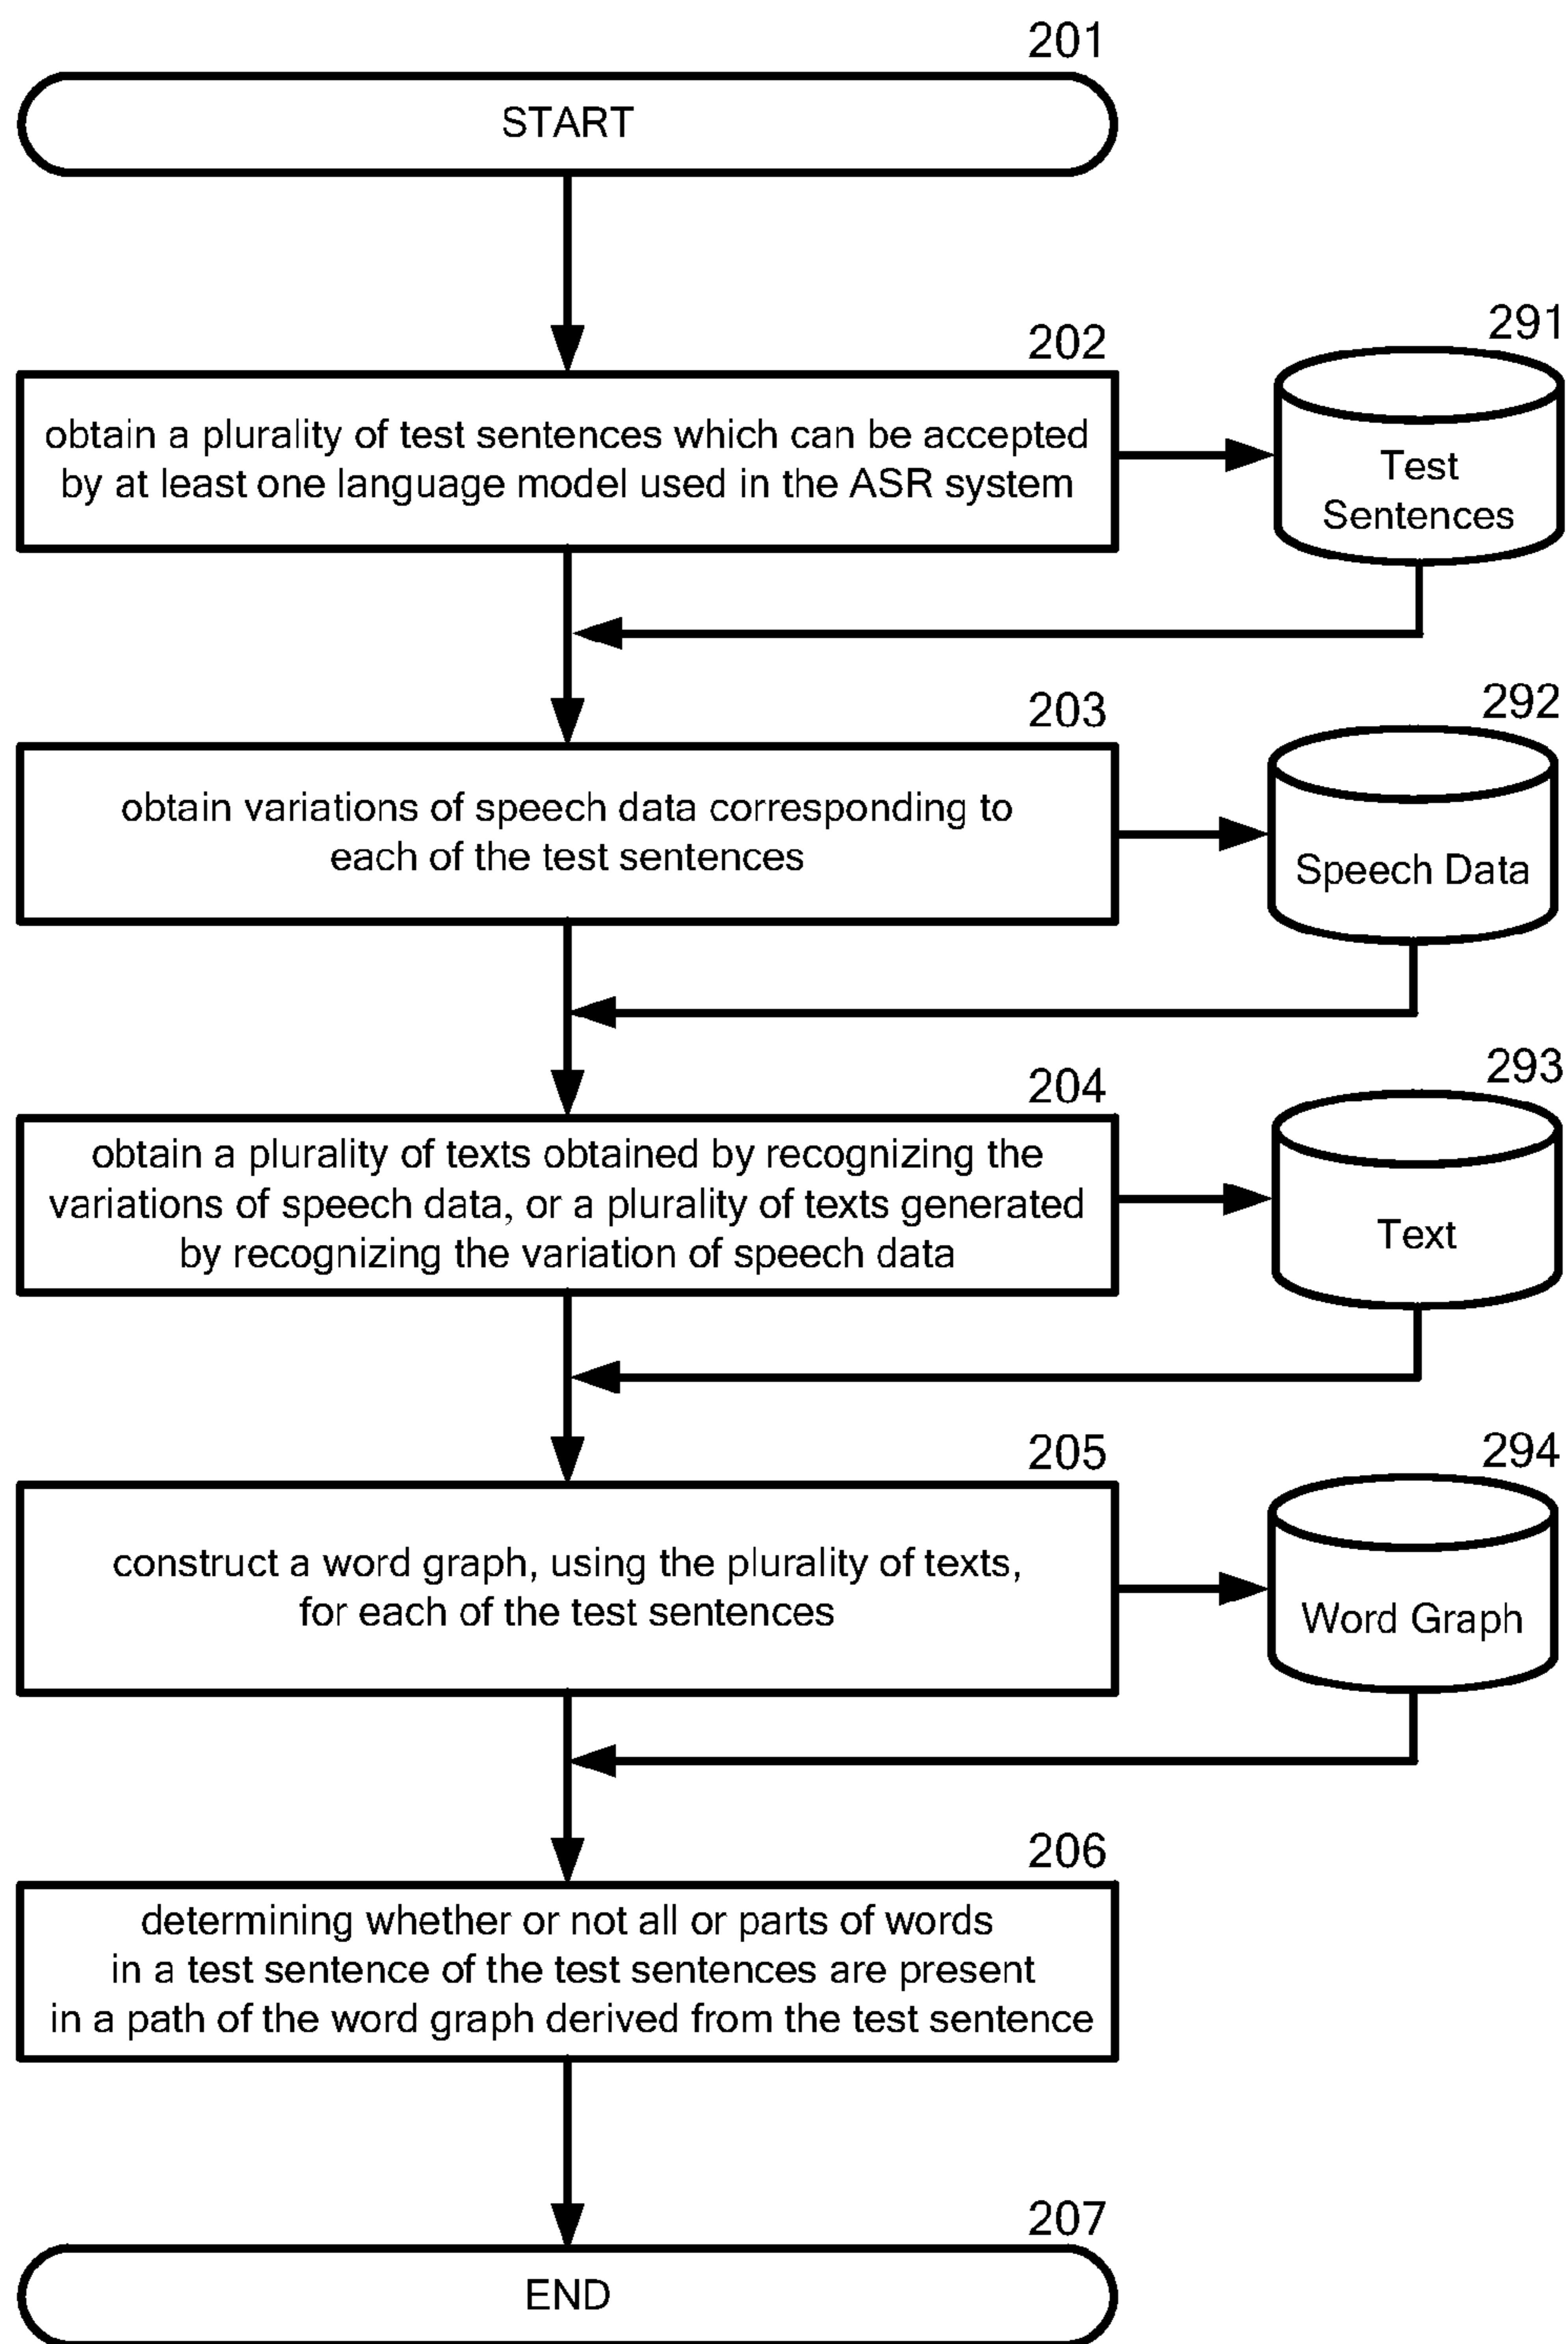 201
START
202
obtain a plurality of test sentences which can be accepted
by at least one language model used in the ASR system
291
Test
Sentences
203
obtain variations of speech data corresponding to
each of the test sentences
292
Speech Data
204
obtain a plurality of texts obtained by recognizing the
variations of speech data, or a plurality of texts generated
by recognizing the variation of speech data
293
Text
205
construct a word graph, using the plurality of texts,
for each of the test sentences
294
Word Graph
206
determining whether or not all or parts of words
in a test sentence of the test sentences are present
in a path of the word graph derived from the test sentence
207
END